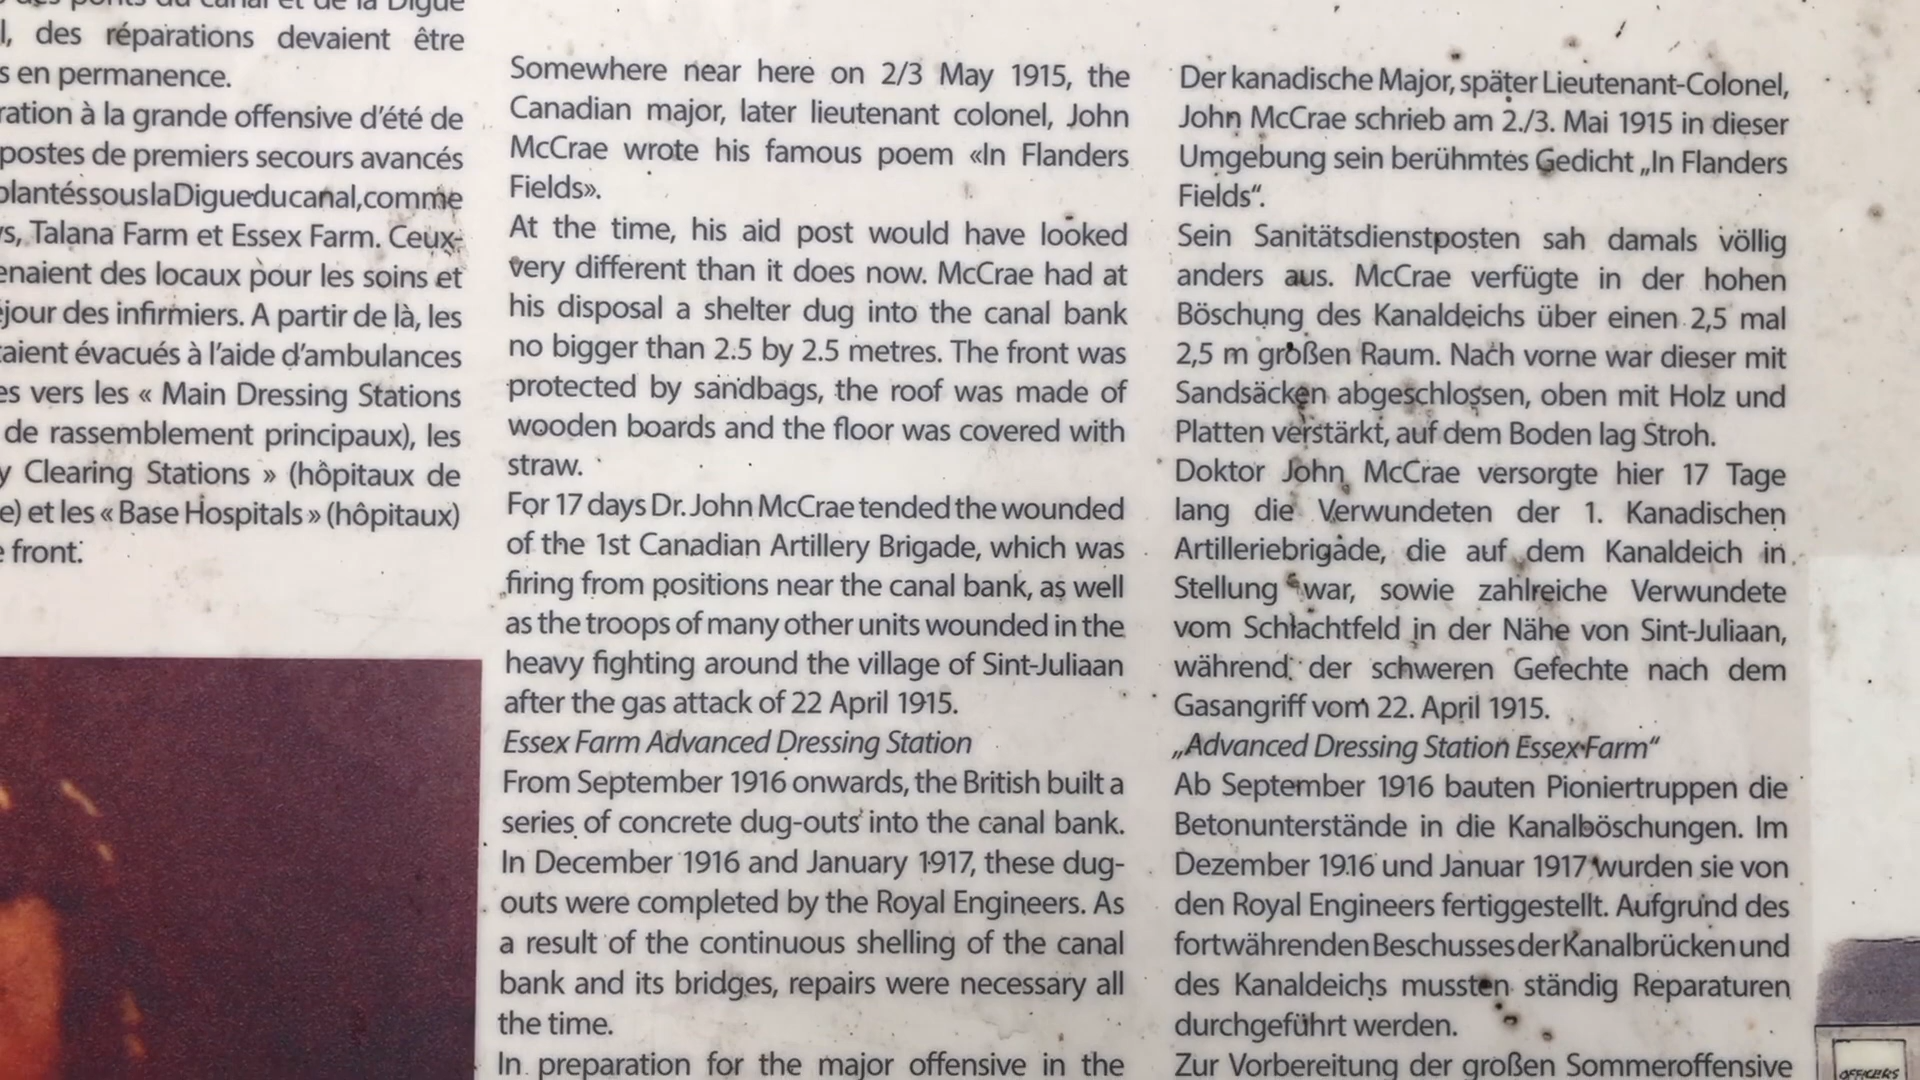 l, des réparations devaient être
s en permanence.
ration à la grande offensive d'été de
postes de premiers secours avancés
plantéssouslaDigueducanal,comme
s, Talana Farm et Essex Farm. Ceux-
enaient des locaux pour les soins et
éjour des infirmiers. A partir de là, les
taient évacués à l'aide d'ambulances
es vers les « Main Dressing Stations
de rassemblement principaux), les
y Clearing Stations » (hôpitaux de
e) et les « Base Hospitals » (hôpitaux)
e front.
Somewhere near here on 2/3 May 1915, the
Canadian major, later lieutenant colonel, John
McCrae wrote his famous poem «In Flanders
Fields».
At the time, his aid post would have looked
very different than it does now. McCrae had at
his disposal a shelter dug into the canal bank
no bigger than 2.5 by 2.5 metres. The front was
protected by sandbags, the roof was made of
wooden boards and the floor was covered with
straw.
For 17 days Dr. John McCrae tended the wounded
of the 1st Canadian Artillery Brigade, which was
firing from positions near the canal bank, as well
as the troops of many other units wounded in the
heavy fighting around the village of Sint-Juliaan
after the gas attack of 22 April 1915.
Essex Farm Advanced Dressing Station
From September 1916 onwards, the British built a
series of concrete dug-outs into the canal bank.
In December 1916 and January 1917, these dug-
outs were completed by the Royal Engineers. As
a result of the continuous shelling of the canal
bank and its bridges, repairs were necessary all
the time.
In preparation for the major offensive in the
Der kanadische Major, später Lieutenant-Colonel,
John McCrae schrieb am 2./3. Mai 1915 in dieser
Umgebung sein berühmtes Gedicht „In Flanders
Fields“.
Sein Sanitätsdienstposten sah damals völlig
anders aus. McCrae verfügte in der hohen
Böschung des Kanaldeichs über einen 2,5 mal
2,5 m großen Raum. Nach vorne war dieser mit
Sandsäcken abgeschlossen, oben mit Holz und
Platten verstärkt, auf dem Boden lag Stroh.
Doktor John McCrae versorgte hier 17 Tage
lang die Verwundeten der 1. Kanadischen
Artilleriebrigade, die auf dem Kanaldeich in
Stellung war, sowie zahlreiche Verwundete
vom Schlachtfeld in der Nähe von Sint-Juliaan,
während der schweren Gefechte nach dem
Gasangriff vom 22. April 1915.
„Advanced Dressing Station Essex Farm“
Ab September 1916 bauten Pioniertruppen die
Betonunterstände in die Kanalböschungen. Im
Dezember 1916 und Januar 1917 wurden sie von
den Royal Engineers fertiggestellt. Aufgrund des
fortwährenden Beschusses der Kanalbrücken und
des Kanaldeichs mussten ständig Reparaturen
durchgeführt werden.
Zur Vorbereitung der großen Sommeroffensive
OFFICERS